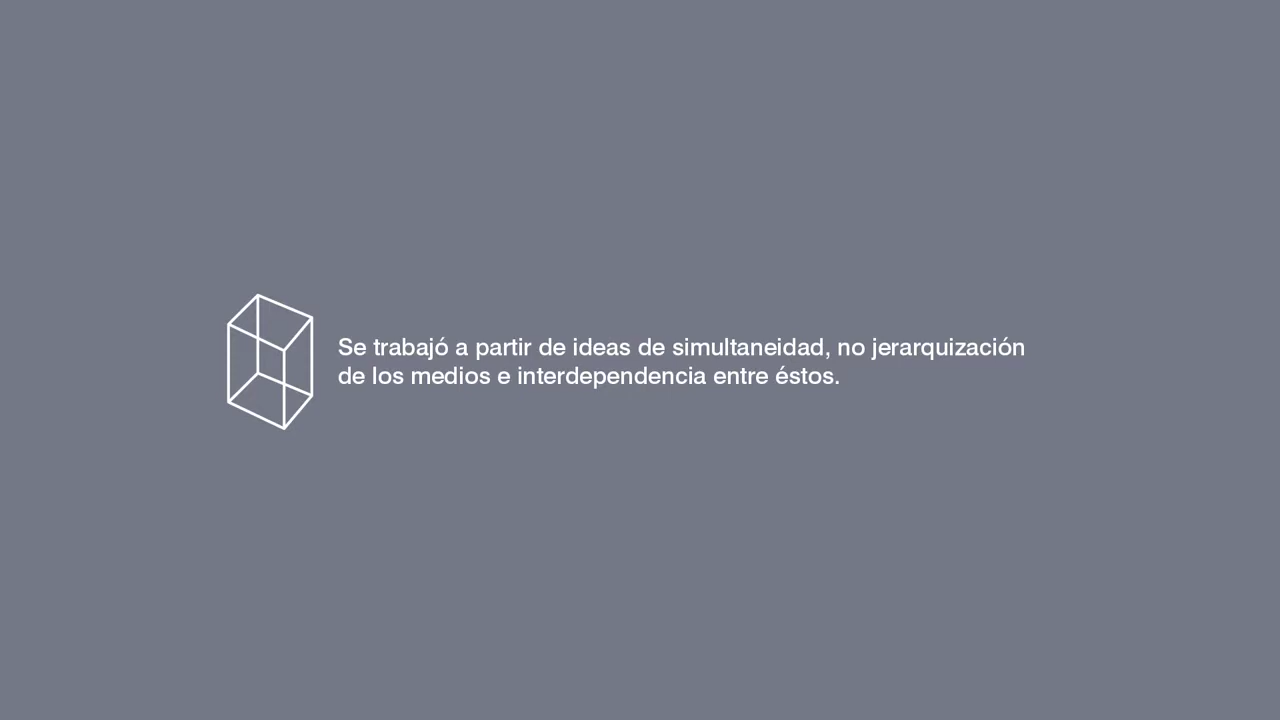 Se trabajó a partir de ideas de simultaneidad, no jerarquización
de los medios e interdependencia entre éstos.